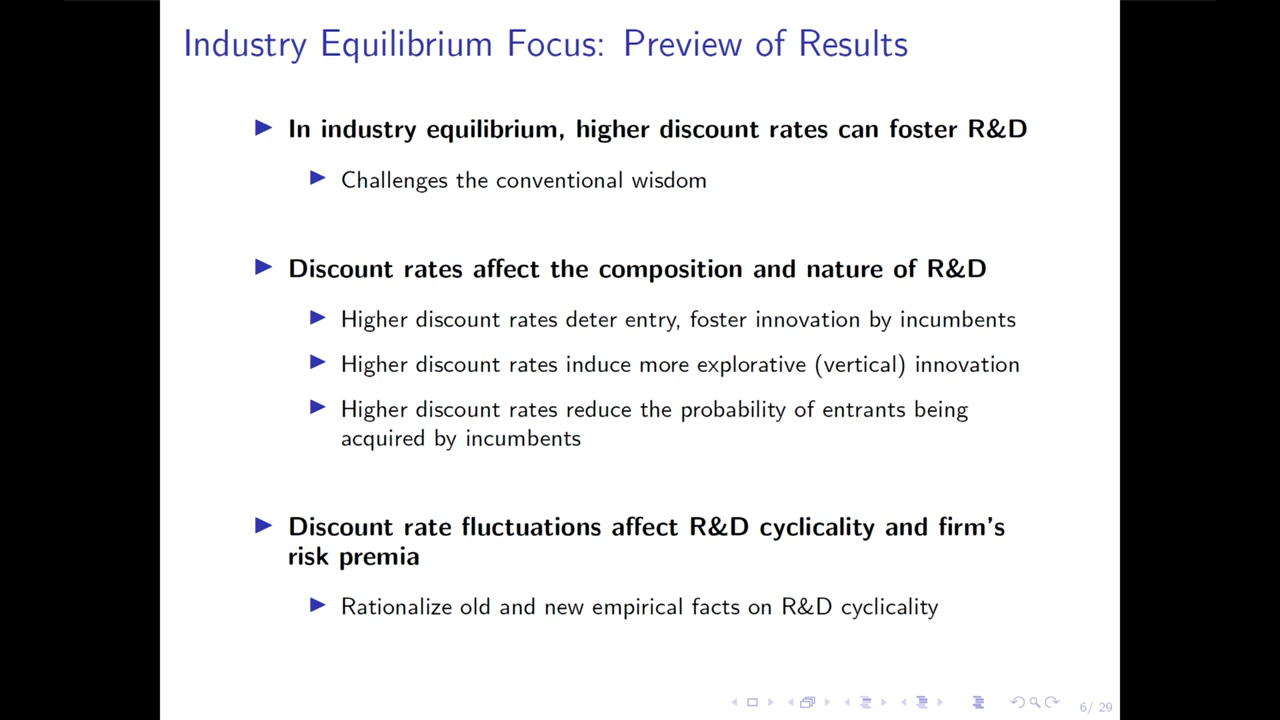 Industry Equilibrium Focus: Preview of Results
In industry equilibrium, higher discount rates can foster R&D
Challenges the conventional wisdom
Discount rates affect the composition and nature of R&D
Higher discount rates deter entry, foster innovation by incumbents
Higher discount rates induce more explorative (vertical) innovation
Higher discount rates reduce the probability of entrants being
acquired by incumbents
Discount rate fluctuations affect R&D cyclicality and firm's
risk premia
Rationalize old and new empirical facts on R&D cyclicality
6 / 29